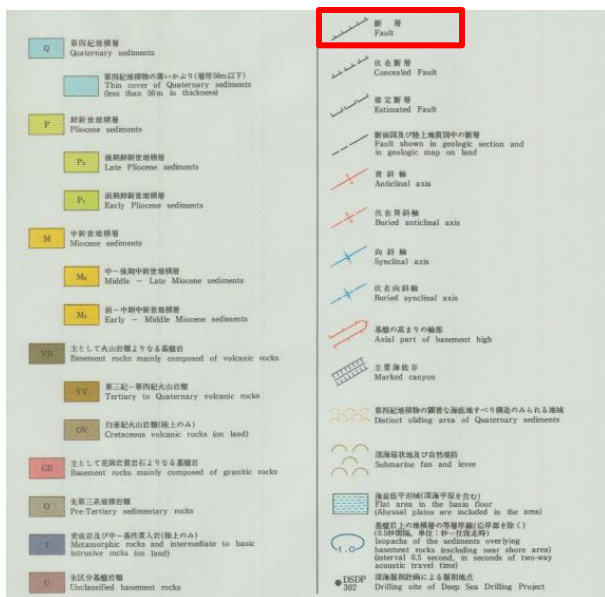 Q
第四紀堆積層
Quaternary sediments
第四紀堆積物の薄いかぶり(層厚50m以下)
Thin cover of Quaternary sediments
(less than 50m in thickness)
P
鮮新世堆積層
Pliocene sediments
P₂
後期鮮新世堆積層
Late Pliocene sediments
P₁
前期鮮新世堆積層
Early Pliocene sediments
M
中新世堆積層
Miocene sediments
中−後期中新世堆積層
Middle − Late Miocene sediments
前−中期中新世堆積層
Early − Middle Miocene sediments
VB
主として火山岩類よりなる基盤岩
Basement rocks mainly composed of volcanic rocks
第三紀−第四紀火山岩類
Tertiary to Quaternary volcanic rocks
白亜紀火山岩類(陸上のみ)
Cretaceous volcanic rocks (on land)
GB
主として花崗岩質岩石よりなる基盤岩
Basement rocks mainly composed of granitic rocks
O
先第三系堆積岩類
Pre-Tertiary sedimentary rocks
変成岩及び中−基性貫入岩(陸上のみ)
Metamorphic rocks and intermediate to basic
intrusive rocks (on land)
U
未区分基盤岩類
Unclassified basement rocks
断層
Fault
伏在断層
Concealed Fault
推定断層
Estimated Fault
断面図及び陸上地質図中の断層
Fault shown in geologic section and
in geologic map on land
背斜軸
Anticlinal axis
伏在背斜軸
Boried anticlinal axis
向斜軸
Synclinal axis
伏在向斜軸
Boried synclinal axis
基盤の高まりの軸部
Axial part of basement high
主要海底谷
Marked canyon
第四紀堆積物の顕著な海底地すべり構造のみられる地域
Distinct sliding area of Quaternary sediments
深海扇状地及び自然堤防
Submarine fan and levee
海盆底平坦域(深海平原を含む)
Flat area in the basin floor
(Abyssal plains are included in the area)
1.0
基盤岩上の地積層の等層厚線(沿岸部を除く)
(0.5秒間隔，単位：秒−往復走時)
Isopachs of the sediments overlying
basement rocks (excluding near shore area)
(interval 0.5 second, in seconds of two-way
acoustic travel time)
DSDP
302
深海掘削計画による掘削地点
Drilling site of Deep Sea Drilling Project